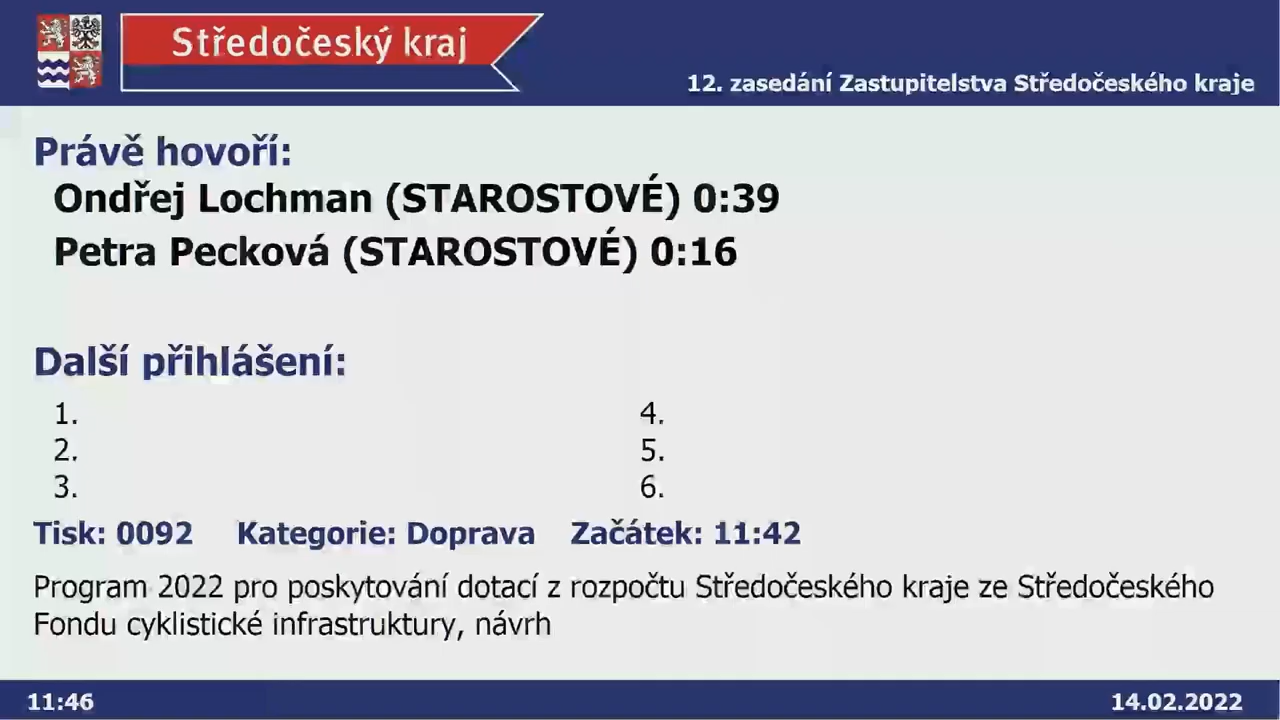 Středočeský kraj
12. zasedání Zastupitelstva Středočeského kraje
Právě hovoří:
Ondřej Lochman (STAROSTOVÉ) 0:39
Petra Pecková (STAROSTOVÉ) 0:16
Další přihlášení:
1.
2.
3.
4.
5.
6.
Tisk: 0092 Kategorie: Doprava Začátek: 11:42
Program 2022 pro poskytování dotací z rozpočtu Středočeského kraje ze Středočeského
Fondu cyklistické infrastruktury, návrh
11:46
14.02.2022